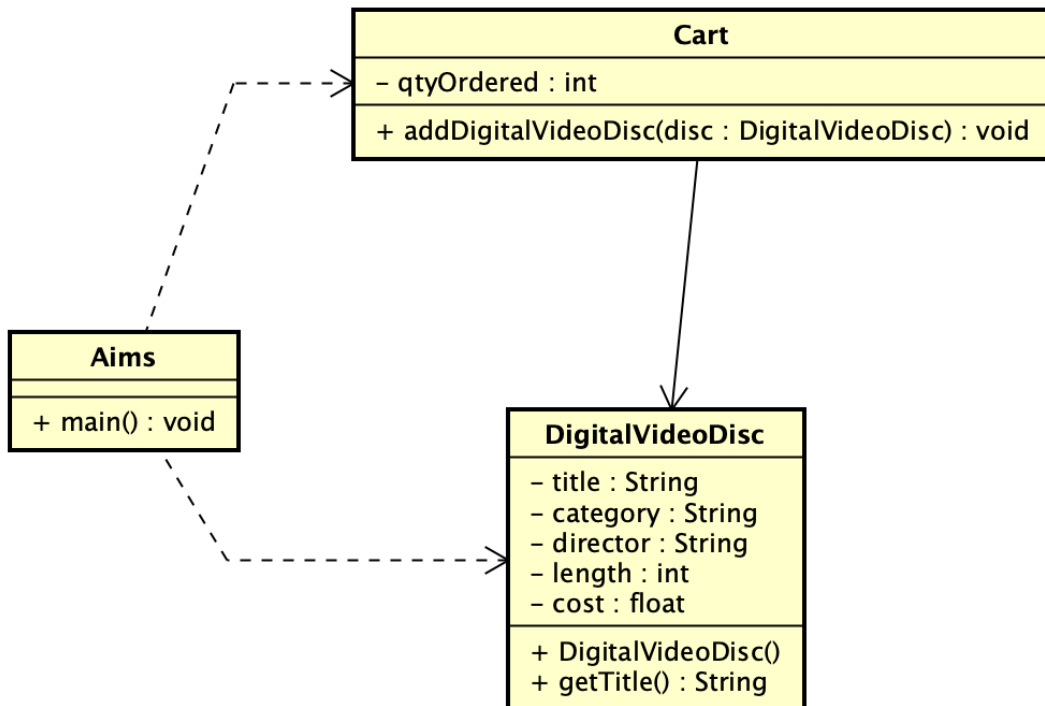 Cart
– qtyOrdered : int
+ addDigitalVideoDisc(disc : DigitalVideoDisc) : void
Aims
+ main() : void
DigitalVideoDisc
– title : String
– category : String
– director : String
– length : int
– cost : float
+ DigitalVideoDisc()
+ getTitle() : String